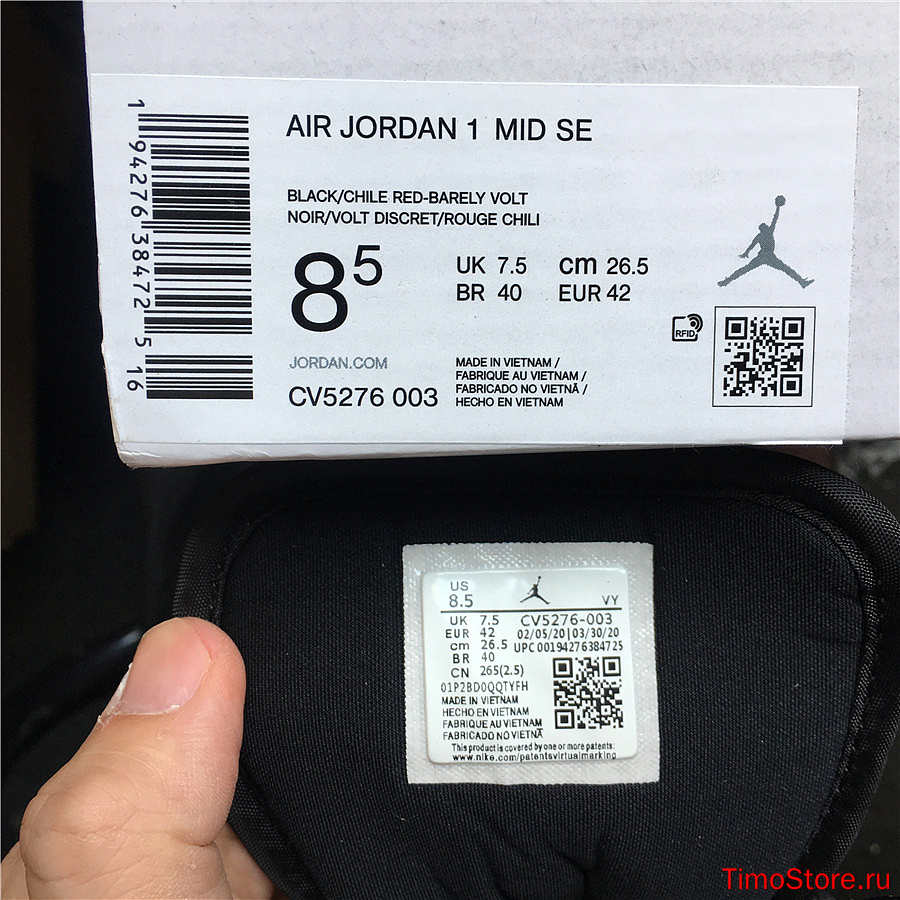 AIR JORDAN 1 MID SE
BLACK/CHILE RED-BARELY VOLT
NOIR/VOLT DISCRET/ROUGE CHILI
8 5
UK 7.5 cm 26.5
BR 40 EUR 42
RFID
JORDAN.COM
CV5276 003
MADE IN VIETNAM /
FABRIQUE AU VIETNAM /
FABRICADO NO VIETNÃ /
HECHO EN VIETNAM
1 94276 38472 5 16
US
8.5 VY
UK 7.5 CV5276-003
EUR 42 02/05/20|03/30/20
cm 26.5 UPC 00194276384725
BR 40
CN 265(2.5)
01P2BD0QQTYFH
MADE IN VIETNAM
HECHO EN VIETNAM
FABRIQUE AU VIETNAM
FABRICADO NO VIETNÃ
This product is covered by one or more patents:
www.nike.com/patentsvirtualmarking
TimoStore.ru